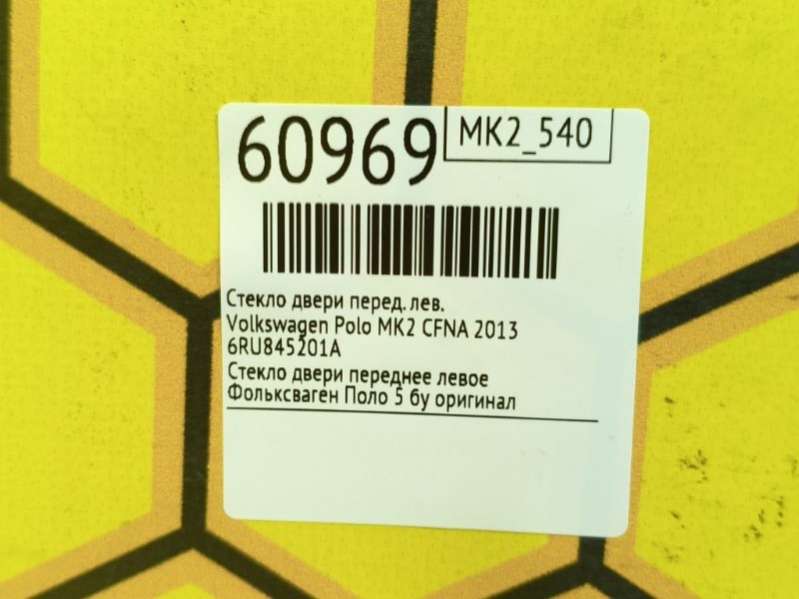 60969
MK2_540
Стекло двери перед. лев.
Volkswagen Polo MK2 CFNA 2013
6RU845201A
Стекло двери переднее левое
Фольксваген Поло 5 бу оригинал